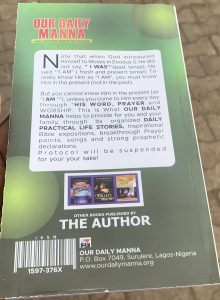 OUR DAILY
MANNA
Note that when God introduced
himself to Moses in Exodus 3, He did
not say, " I WAS" (past tense). He
said "I AM" ( fresh and present tense). To
really know Him as "I AM", you must know
Him in the present (not in the past).
But you cannot know Him in the present (or
"I AM""), unless you come to Him every day
through "HIS WORD, PRAYER and
WORSHIP. This is What OUR DAILY
MANNA helps to provide for you and your
family, through its organized DAILY
PRACTICAL LIFE STORIES, Inspirational
Bible expositions, breakthrough Prayer
points, songs and strong prophetic
declarations.
Protocol will be suspended
for your your sake!
OTHER BOOKS PUBLISHED BY
THE AUTHOR
ISSN
1597-376X
OUR DAILY MANNA
P.O. Box 7049, Surulere, Lagos-Nigeria
www.ourdailymanna.org